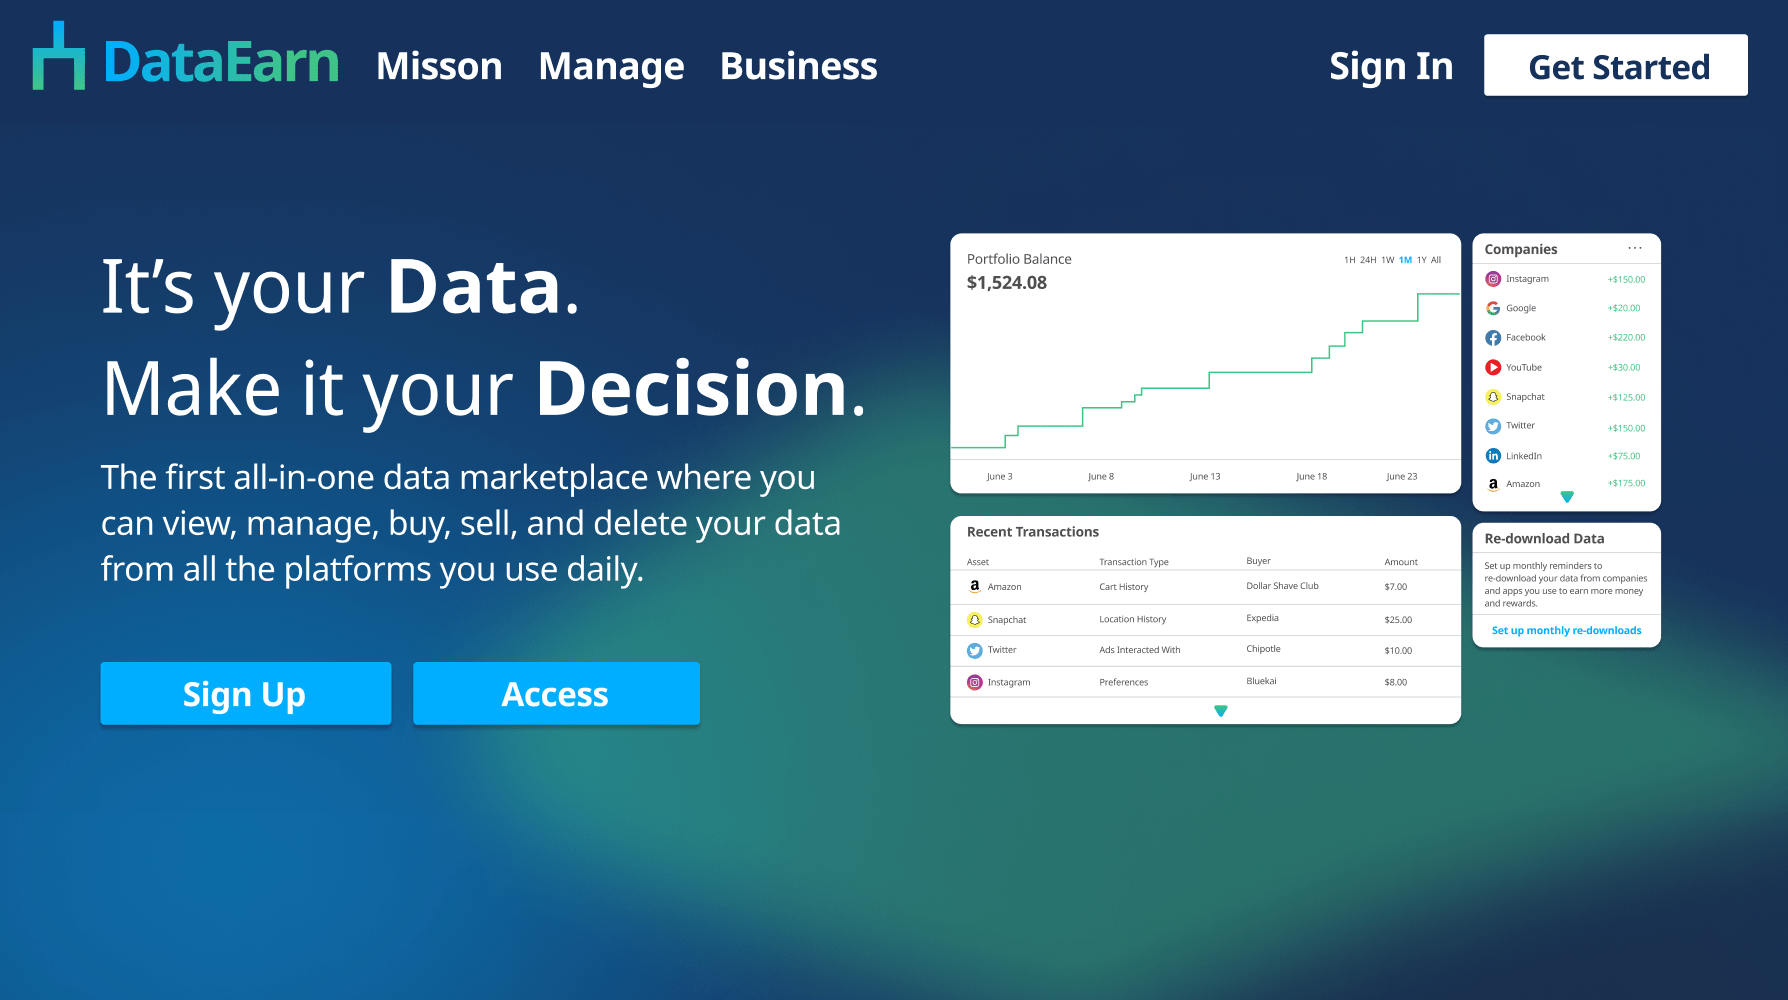 DataEarn Misson Manage Business Sign In Get Started
It’s your Data.
Make it your Decision.
The first all-in-one data marketplace where you
can view, manage, buy, sell, and delete your data
from all the platforms you use daily.
Sign Up Access
Portfolio Balance
1H 24H 1W 1M 1Y All
$1,524.08
June 3 June 8 June 13 June 18 June 23
Companies ...
Instagram +$150.00
Google +$20.00
Facebook +$220.00
YouTube +$30.00
Snapchat +$125.00
Twitter +$150.00
LinkedIn +$75.00
Amazon +$175.00
Recent Transactions
Asset Transaction Type Buyer Amount
Amazon Cart History Dollar Shave Club $7.00
Snapchat Location History Expedia $25.00
Twitter Ads Interacted With Chipotle $10.00
Instagram Preferences Bluekai $8.00
Re-download Data
Set up monthly reminders to
re-download your data from companies
and apps you use to earn more money
and rewards.
Set up monthly re-downloads